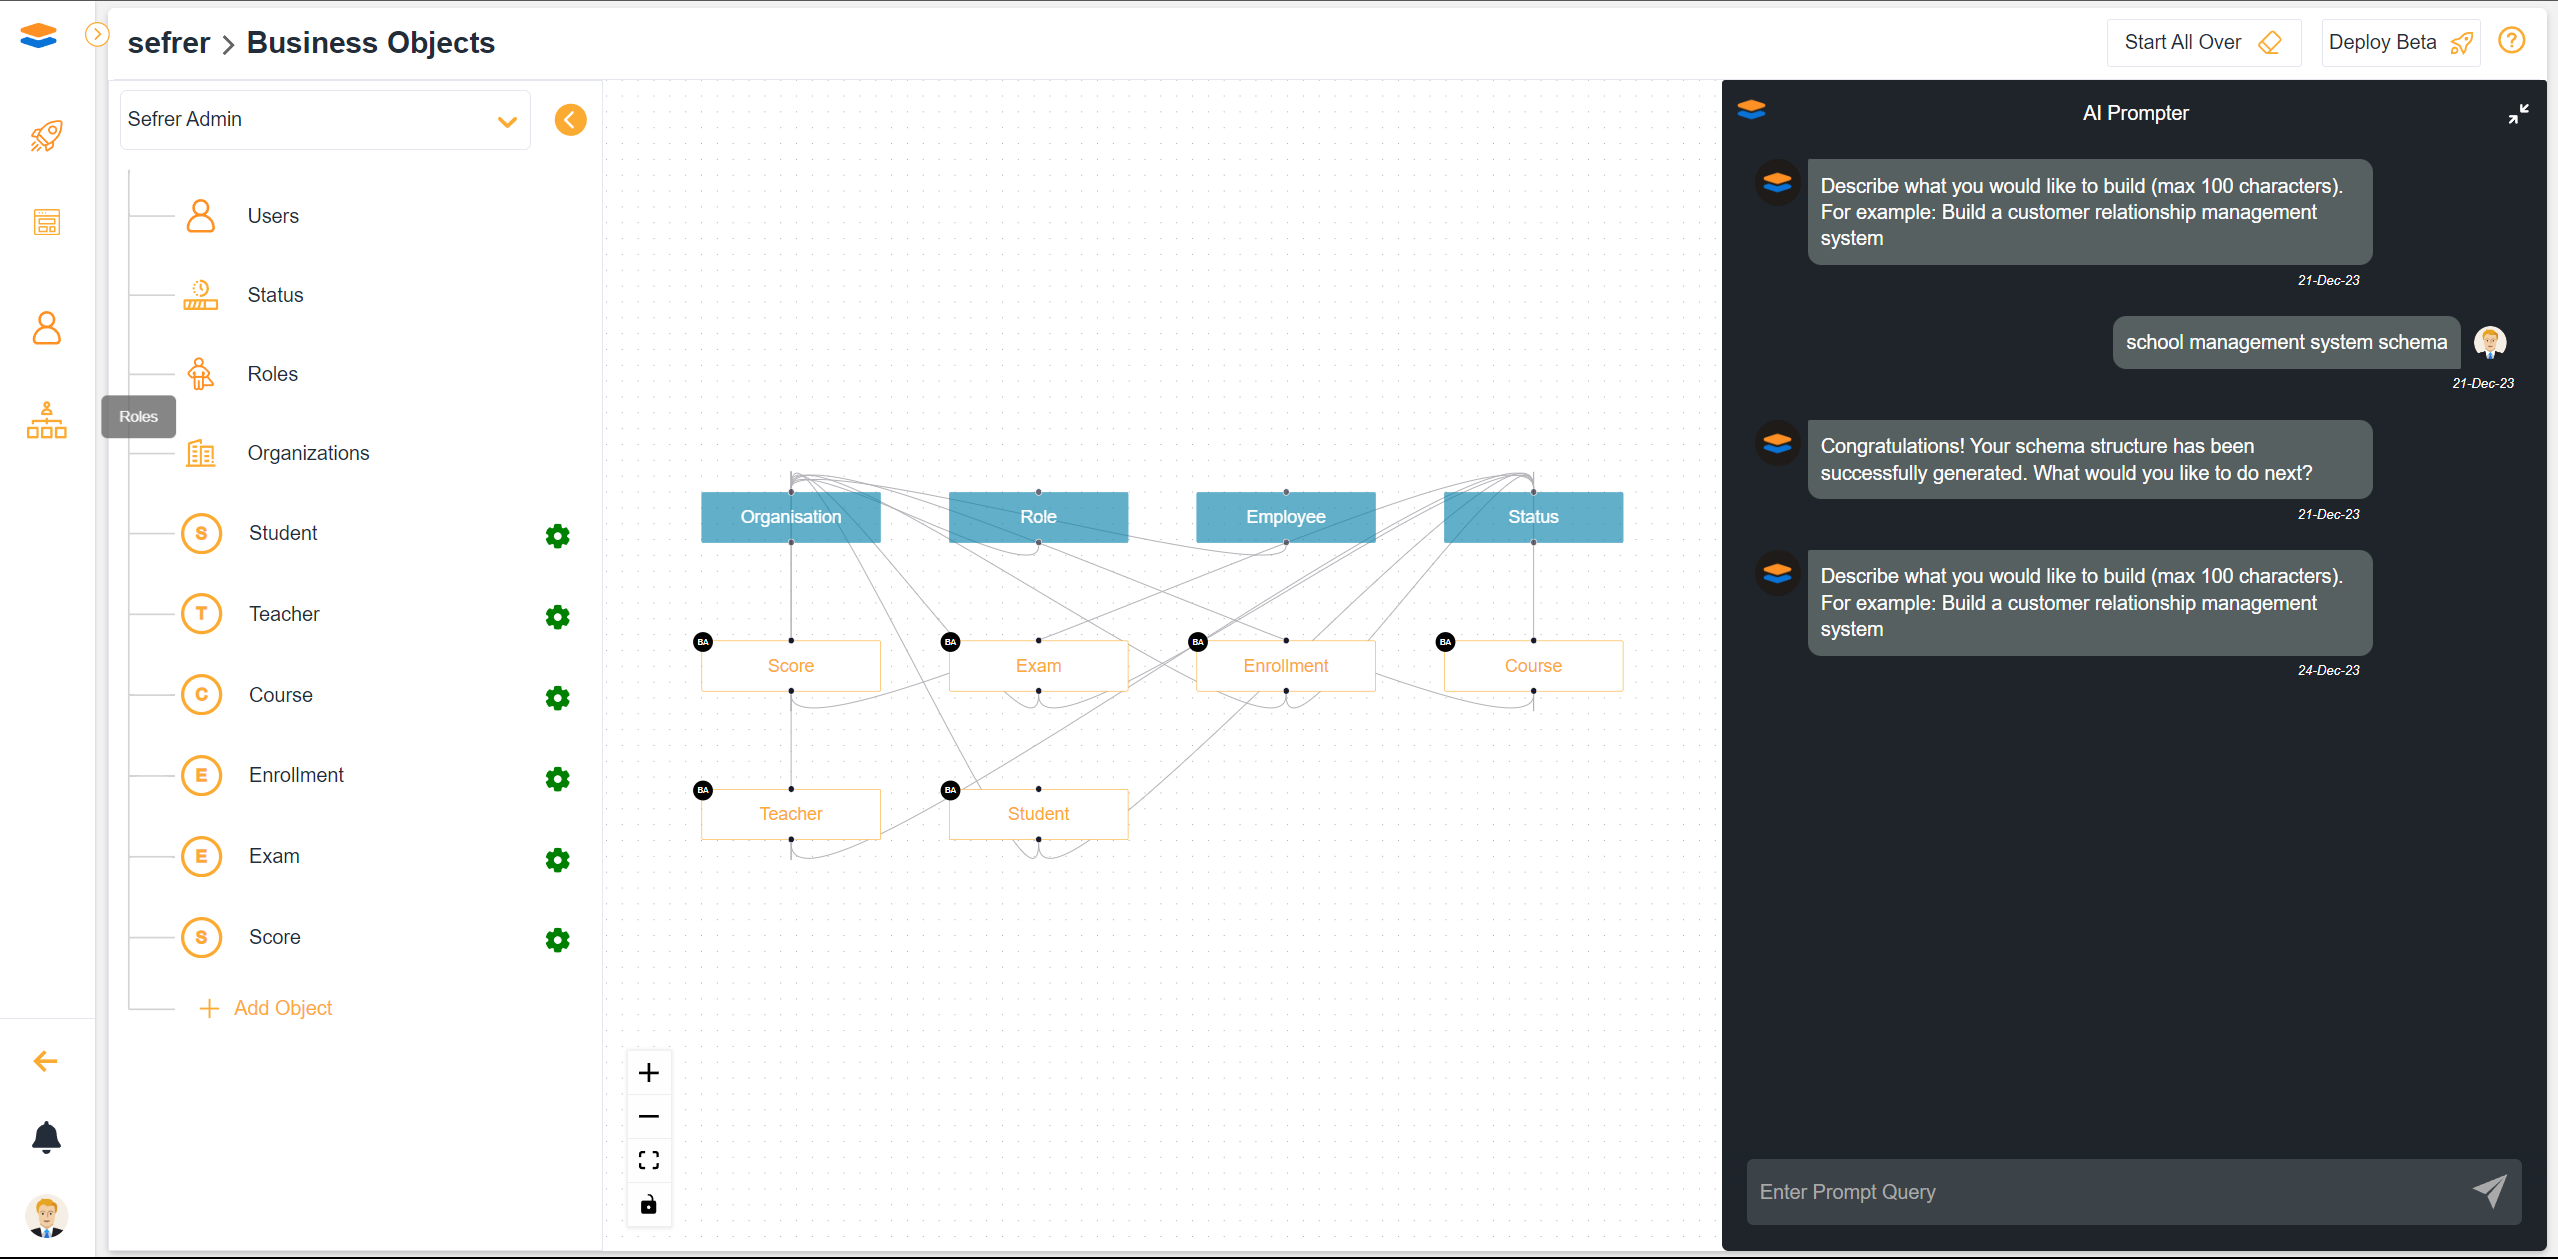 sefrer > Business Objects
Start All Over
Deploy Beta
?
Sefrer Admin
Users
Status
Roles
Roles
Organizations
S Student
T Teacher
C Course
E Enrollment
E Exam
S Score
+ Add Object
Organisation
Role
Employee
Status
BA
Score
BA
Exam
BA
Enrollment
BA
Course
BA
Teacher
BA
Student
AI Prompter
Describe what you would like to build (max 100 characters).
For example: Build a customer relationship management
system
21-Dec-23
school management system schema
21-Dec-23
Congratulations! Your schema structure has been
successfully generated. What would you like to do next?
21-Dec-23
Describe what you would like to build (max 100 characters).
For example: Build a customer relationship management
system
24-Dec-23
Enter Prompt Query